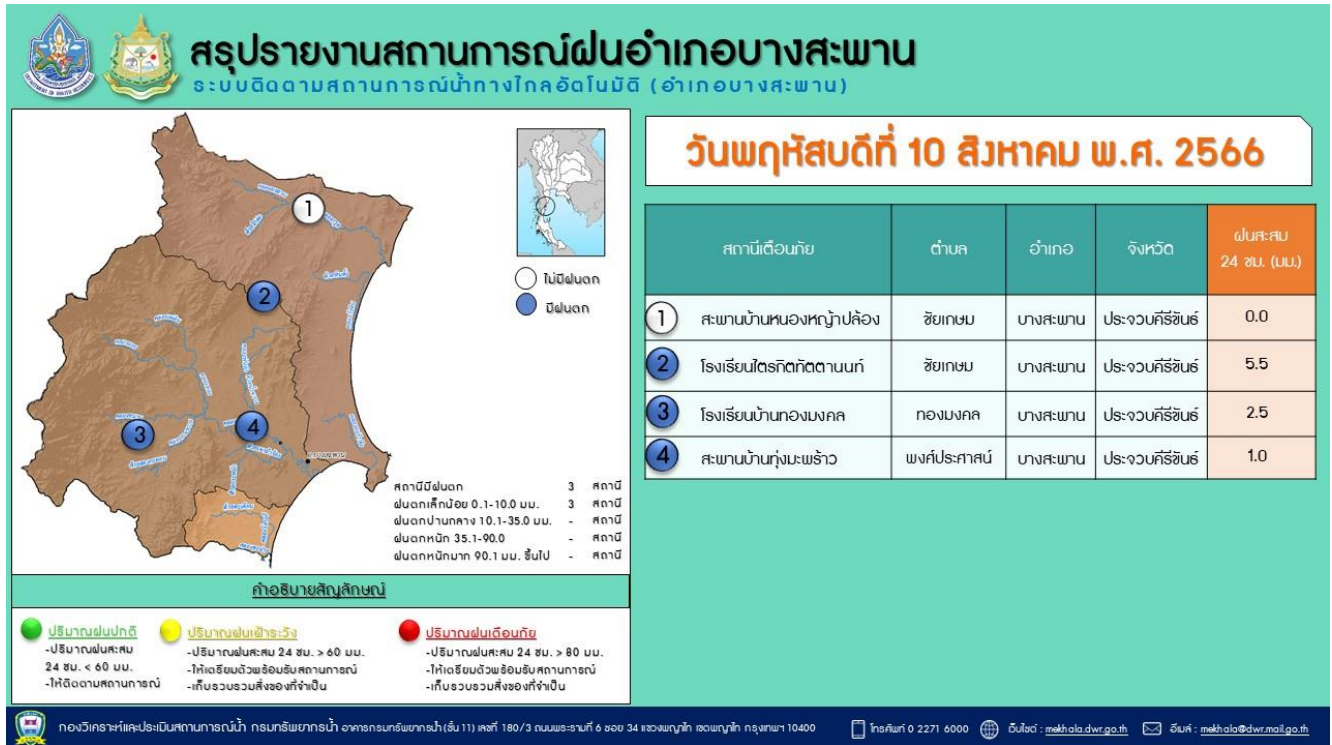 สรุปรายงานสถานการณ์ฝนอำเภอบางสะพาน
ระบบติดตามสถานการณ์น้ำทางไกลอัตโนมัติ (อำเภอบางสะพาน)
วันพฤหัสบดีที่ 10 สิงหาคม พ.ศ. 2566
1
2
3
4
ไม่มีฝนตก
มีฝนตก
สถานีมีฝนตก 3 สถานี
ฝนตกเล็กน้อย 0.1-10.0 มม. 3 สถานี
ฝนตกปานกลาง 10.1-35.0 มม. - สถานี
ฝนตกหนัก 35.1-90.0 - สถานี
ฝนตกหนักมาก 90.1 มม. ขึ้นไป - สถานี
สถานีเตือนภัย ตำบล อำเภอ จังหวัด ฝนสะสม
24 ชม. (มม.)
1 สะพานบ้านหนองหญ้าปล้อง ชัยเกษม บางสะพาน ประจวบคีรีขันธ์ 0.0
2 โรงเรียนไตรกิตทัตตานนท์ ชัยเกษม บางสะพาน ประจวบคีรีขันธ์ 5.5
3 โรงเรียนบ้านทองมงคล ทองมงคล บางสะพาน ประจวบคีรีขันธ์ 2.5
4 สะพานบ้านทุ่งมะพร้าว พงศ์ประศาสน์ บางสะพาน ประจวบคีรีขันธ์ 1.0
คำอธิบายสัญลักษณ์
ปริมาณฝนปกติ
-ปริมาณฝนสะสม
24 ชม. < 60 มม.
-ให้ติดตามสถานการณ์
ปริมาณฝนเฝ้าระวัง
-ปริมาณฝนสะสม 24 ชม. > 60 มม.
-ให้เตรียมตัวพร้อมรับสถานการณ์
-เก็บรวบรวมสิ่งของที่จำเป็น
ปริมาณฝนเตือนภัย
-ปริมาณฝนสะสม 24 ชม. > 80 มม.
-ให้เตรียมตัวพร้อมรับสถานการณ์
-เก็บรวบรวมสิ่งของที่จำเป็น
กองวิเคราะห์และประเมินสถานการณ์น้ำ กรมทรัพยากรน้ำ อาคารกรมทรัพยากรน้ำ (ชั้น 11) เลขที่ 180/3 ถนนพระรามที่ 6 ซอย 34 แขวงพญาไท เขตพญาไท กรุงเทพฯ 10400 โทรศัพท์ 0 2271 6000 เว็บไซต์ : mekhala.dwr.go.th อีเมล์ : mekhala@dwr.mail.go.th